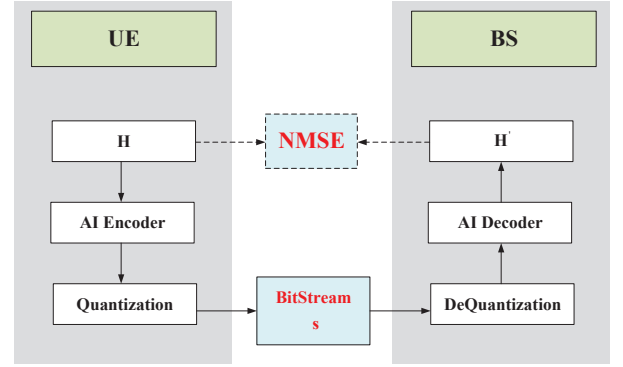 UE
BS
H
NMSE
H'
AI Encoder
AI Decoder
Quantization
BitStream
s
DeQuantization